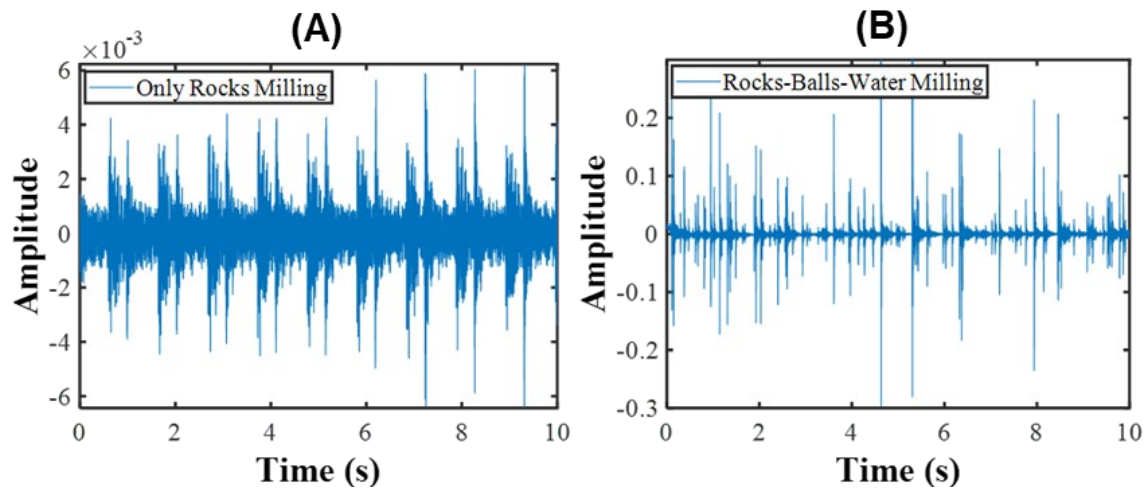 (A)
×10-3
6
4
2
0
-2
-4
-6
Only Rocks Milling
Amplitude
0 2 4 6 8 10
Time (s)
(B)
0.2
0.1
0
-0.1
-0.2
-0.3
Rocks-Balls-Water Milling
Amplitude
0 2 4 6 8 10
Time (s)